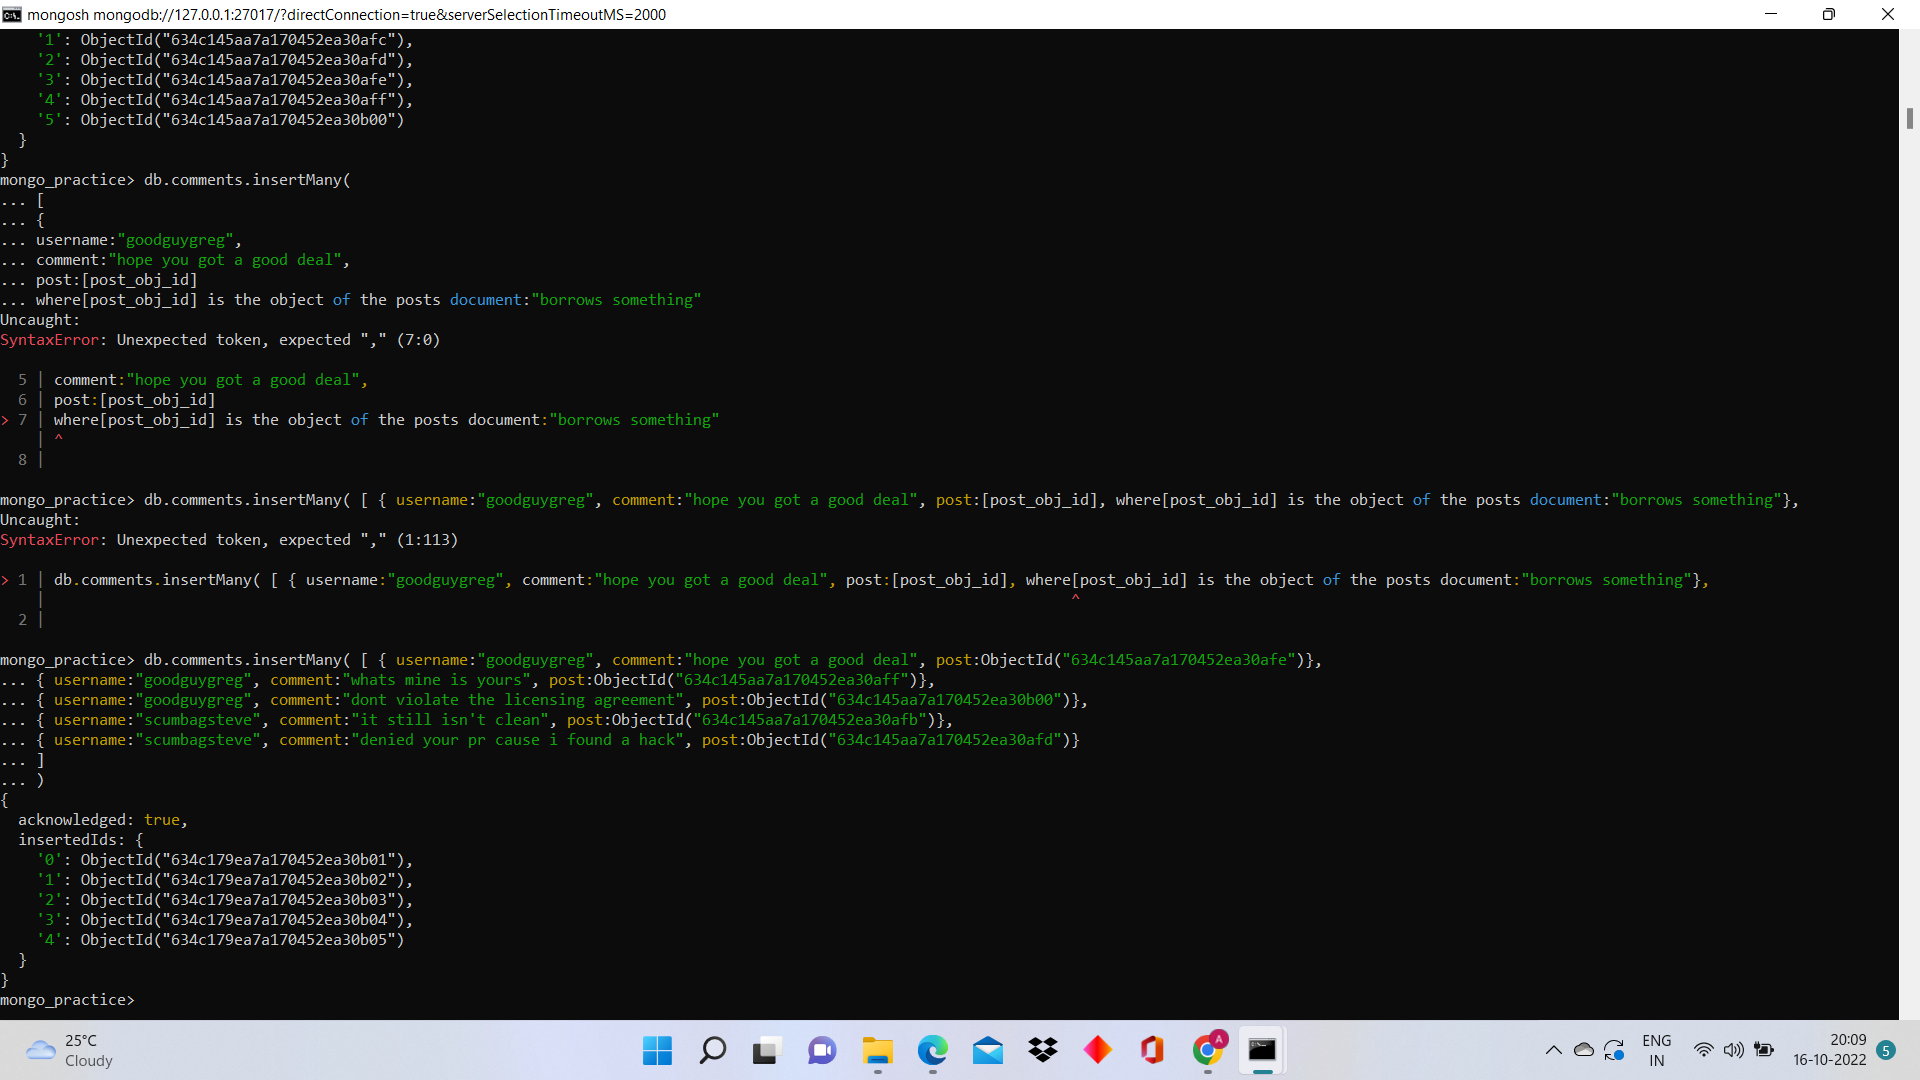 mongosh mongodb://127.0.0.1:27017/?directConnection=true&serverSelectionTimeoutMS=2000
    '1': ObjectId("634c145aa7a170452ea30afc"),
    '2': ObjectId("634c145aa7a170452ea30afd"),
    '3': ObjectId("634c145aa7a170452ea30afe"),
    '4': ObjectId("634c145aa7a170452ea30aff"),
    '5': ObjectId("634c145aa7a170452ea30b00")
  }
}
mongo_practice> db.comments.insertMany(
... [
... {
... username:"goodguygreg",
... comment:"hope you got a good deal",
... post:[post_obj_id]
... where[post_obj_id] is the object of the posts document:"borrows something"
Uncaught:
SyntaxError: Unexpected token, expected "," (7:0)
  5 | comment:"hope you got a good deal",
  6 | post:[post_obj_id]
> 7 | where[post_obj_id] is the object of the posts document:"borrows something"
    | ^
  8 |
mongo_practice> db.comments.insertMany( [ { username:"goodguygreg", comment:"hope you got a good deal", post:[post_obj_id], where[post_obj_id] is the object of the posts document:"borrows something"},
Uncaught:
SyntaxError: Unexpected token, expected "," (1:113)
> 1 | db.comments.insertMany( [ { username:"goodguygreg", comment:"hope you got a good deal", post:[post_obj_id], where[post_obj_id] is the object of the posts document:"borrows something"},
    |                                                                                                                  ^
  2 |
mongo_practice> db.comments.insertMany( [ { username:"goodguygreg", comment:"hope you got a good deal", post:ObjectId("634c145aa7a170452ea30afe")},
... { username:"goodguygreg", comment:"whats mine is yours", post:ObjectId("634c145aa7a170452ea30aff")},
... { username:"goodguygreg", comment:"dont violate the licensing agreement", post:ObjectId("634c145aa7a170452ea30b00")},
... { username:"scumbagsteve", comment:"it still isn't clean", post:ObjectId("634c145aa7a170452ea30afb")},
... { username:"scumbagsteve", comment:"denied your pr cause i found a hack", post:ObjectId("634c145aa7a170452ea30afd")}
... ]
... )
{
  acknowledged: true,
  insertedIds: {
    '0': ObjectId("634c179ea7a170452ea30b01"),
    '1': ObjectId("634c179ea7a170452ea30b02"),
    '2': ObjectId("634c179ea7a170452ea30b03"),
    '3': ObjectId("634c179ea7a170452ea30b04"),
    '4': ObjectId("634c179ea7a170452ea30b05")
  }
}
mongo_practice>
25°C
Cloudy
A
ENG
IN
20:09
16-10-2022
5